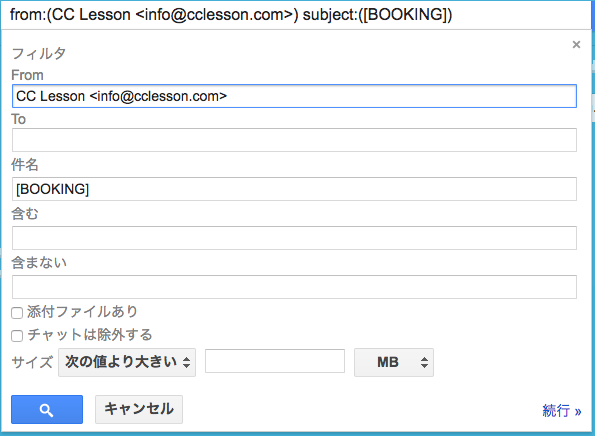 from:(CC Lesson <info@cclesson.com>) subject:([BOOKING])
×
フィルタ
From
CC Lesson <info@cclesson.com>
To
件名
[BOOKING]
含む
含まない
添付ファイルあり
チャットは除外する
サイズ 次の値より大きい MB
キャンセル 続行 »